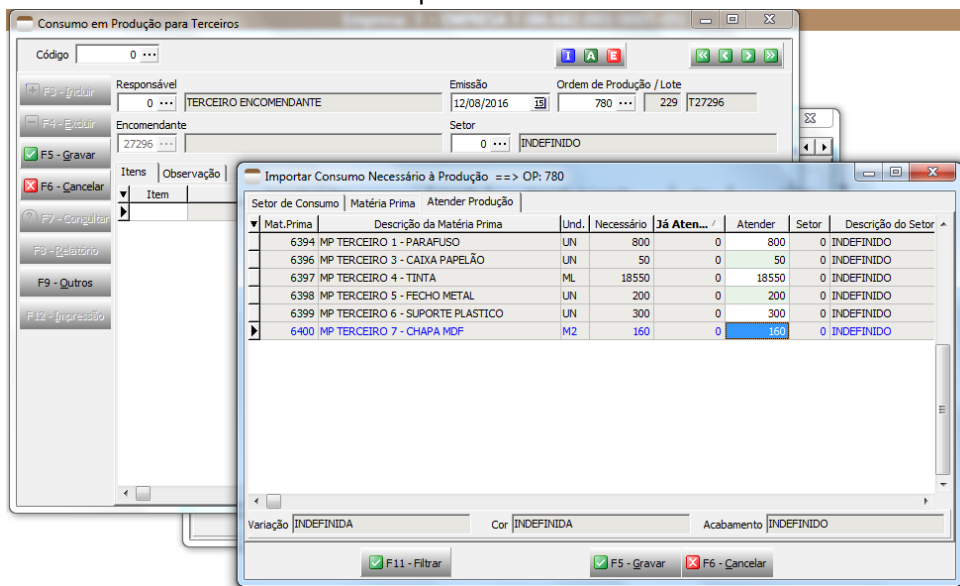 Consumo em Produção para Terceiros
Código 0 ... I A E
F3 - Incluir
F4 - Excluir
F5 - Gravar
F6 - Cancelar
F7 - Consultar
F8 - Relatório
F9 - Outros
F12 - Impressão
Responsável Emissão Ordem de Produção / Lote
0 ... TERCEIRO ENCOMENDANTE 12/08/2016 15 780 ... 229 T27296
Encomendante Setor
27296 ... 0 ... INDEFINIDO
Itens Observação
Item
Importar Consumo Necessário à Produção ==> OP: 780
Setor de Consumo Matéria Prima Atender Produção
Mat.Prima Descrição da Matéria Prima Und. Necessário Já Aten... Atender Setor Descrição do Setor
6394 MP TERCEIRO 1 - PARAFUSO UN 800 0 800 0 INDEFINIDO
6396 MP TERCEIRO 3 - CAIXA PAPELÃO UN 50 0 50 0 INDEFINIDO
6397 MP TERCEIRO 4 - TINTA ML 18550 0 18550 0 INDEFINIDO
6398 MP TERCEIRO 5 - FECHO METAL UN 200 0 200 0 INDEFINIDO
6399 MP TERCEIRO 6 - SUPORTE PLASTICO UN 300 0 300 0 INDEFINIDO
6400 MP TERCEIRO 7 - CHAPA MDF M2 160 0 160 0 INDEFINIDO
Variação INDEFINIDA Cor INDEFINIDA Acabamento INDEFINIDO
F11 - Filtrar F5 - Gravar F6 - Cancelar